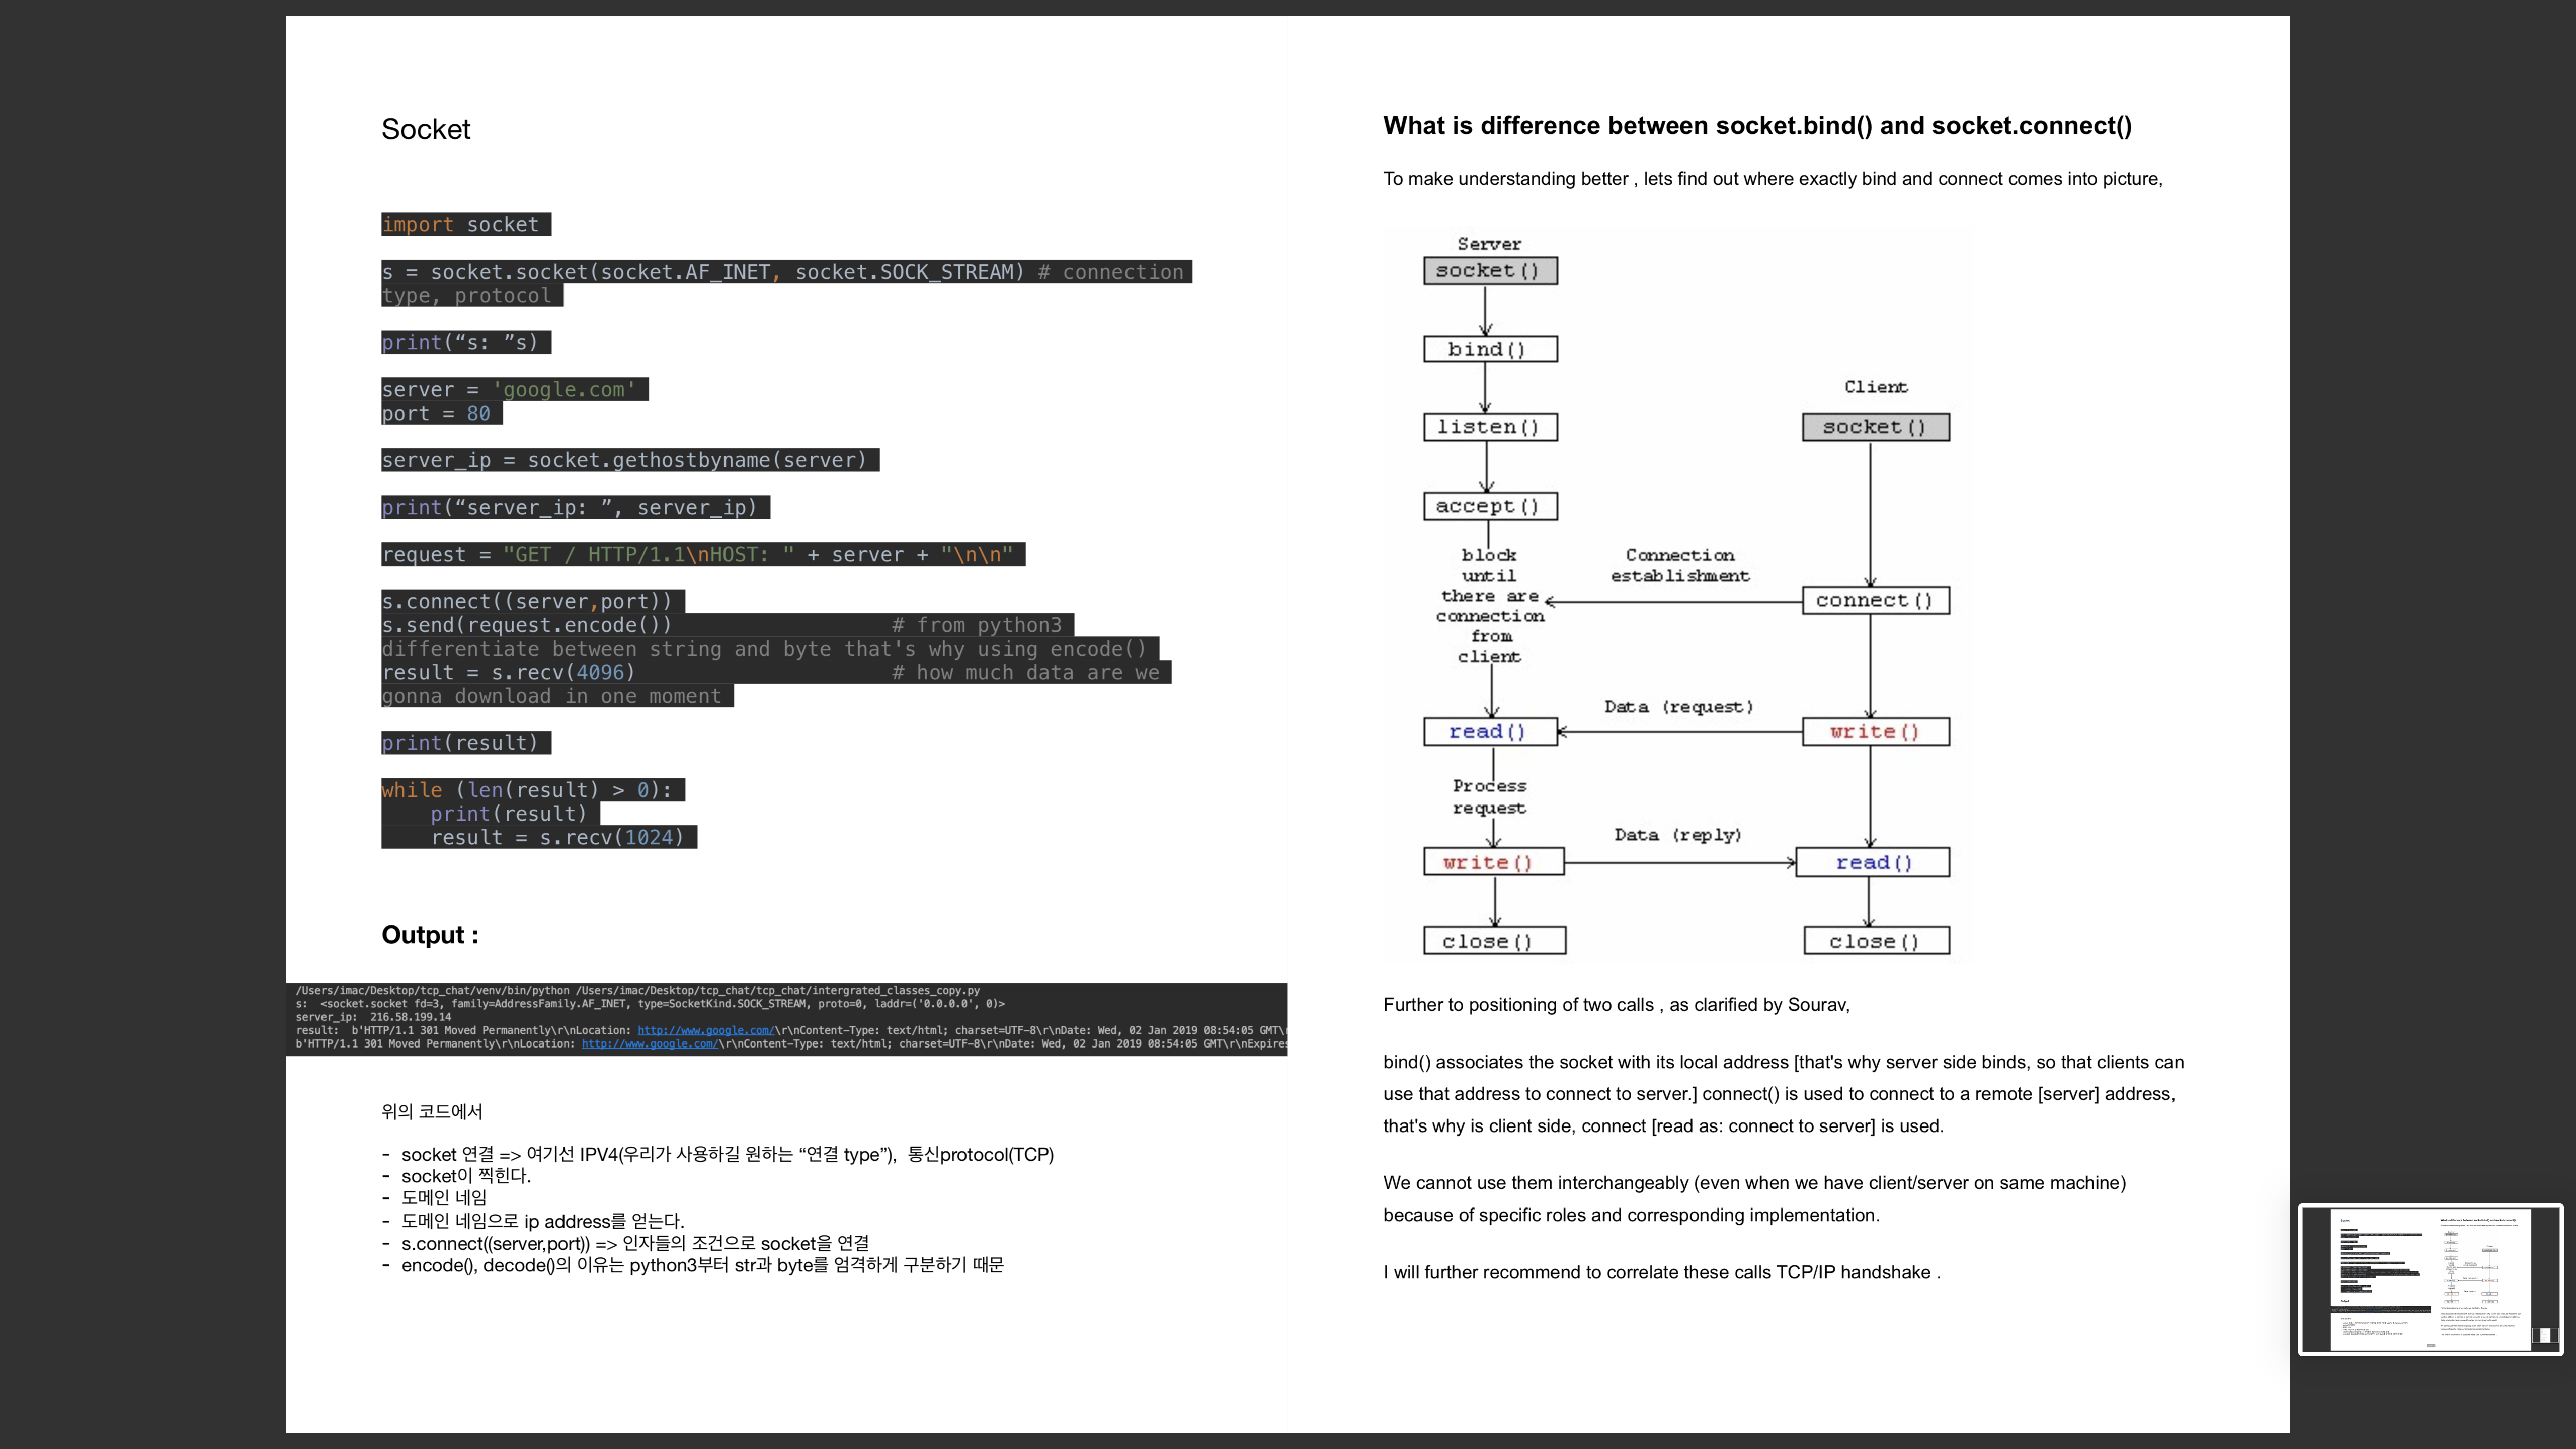 Socket
import socket
s = socket.socket(socket.AF_INET, socket.SOCK_STREAM) # connection
type, protocol
print(“s: ”s)
server = 'google.com'
port = 80
server_ip = socket.gethostbyname(server)
print(“server_ip: ”, server_ip)
request = "GET / HTTP/1.1\nHOST: " + server + "\n\n"
s.connect((server,port))
s.send(request.encode())                  # from python3
differentiate between string and byte that's why using encode()
result = s.recv(4096)                     # how much data are we
gonna download in one moment
print(result)
while (len(result) > 0):
    print(result)
    result = s.recv(1024)
Output :
/Users/imac/Desktop/tcp_chat/venv/bin/python /Users/imac/Desktop/tcp_chat/tcp_chat/intergrated_classes_copy.py
s:  <socket.socket fd=3, family=AddressFamily.AF_INET, type=SocketKind.SOCK_STREAM, proto=0, laddr=('0.0.0.0', 0)>
server_ip:  216.58.199.14
result:  b'HTTP/1.1 301 Moved Permanently\r\nLocation: http://www.google.com/\r\nContent-Type: text/html; charset=UTF-8\r\nDate: Wed, 02 Jan 2019 08:54:05 GMT\
b'HTTP/1.1 301 Moved Permanently\r\nLocation: http://www.google.com/\r\nContent-Type: text/html; charset=UTF-8\r\nDate: Wed, 02 Jan 2019 08:54:05 GMT\r\nExpires
위의 코드에서
- socket 연결 => 여기선 IPV4(우리가 사용하길 원하는 “연결 type”), 통신protocol(TCP)
- socket이 찍힌다.
- 도메인 네임
- 도메인 네임으로 ip address를 얻는다.
- s.connect((server,port)) => 인자들의 조건으로 socket을 연결
- encode(), decode()의 이유는 python3부터 str과 byte를 엄격하게 구분하기 때문
What is difference between socket.bind() and socket.connect()
To make understanding better , lets find out where exactly bind and connect comes into picture,
Server
socket()
bind()
Client
listen()
socket()
accept()
block
until
there are
connection
from
client
Connection
establishment
connect()
Data (request)
read()
write()
Process
request
Data (reply)
write()
read()
close()
close()
Further to positioning of two calls , as clarified by Sourav,
bind() associates the socket with its local address [that's why server side binds, so that clients can
use that address to connect to server.] connect() is used to connect to a remote [server] address,
that's why is client side, connect [read as: connect to server] is used.
We cannot use them interchangeably (even when we have client/server on same machine)
because of specific roles and corresponding implementation.
I will further recommend to correlate these calls TCP/IP handshake .